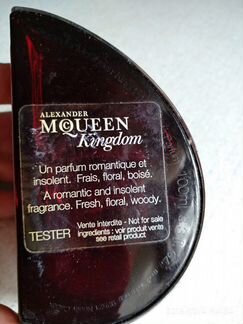 ALEXANDER
McQUEEN
Kingdom
Un parfum romantique et
insolent. Frais, floral, boisé.
A romantic and insolent
fragrance. Fresh, floral, woody.
TESTER
Vente interdite - Not for sale
ingredients : voir produit vente
see retail product